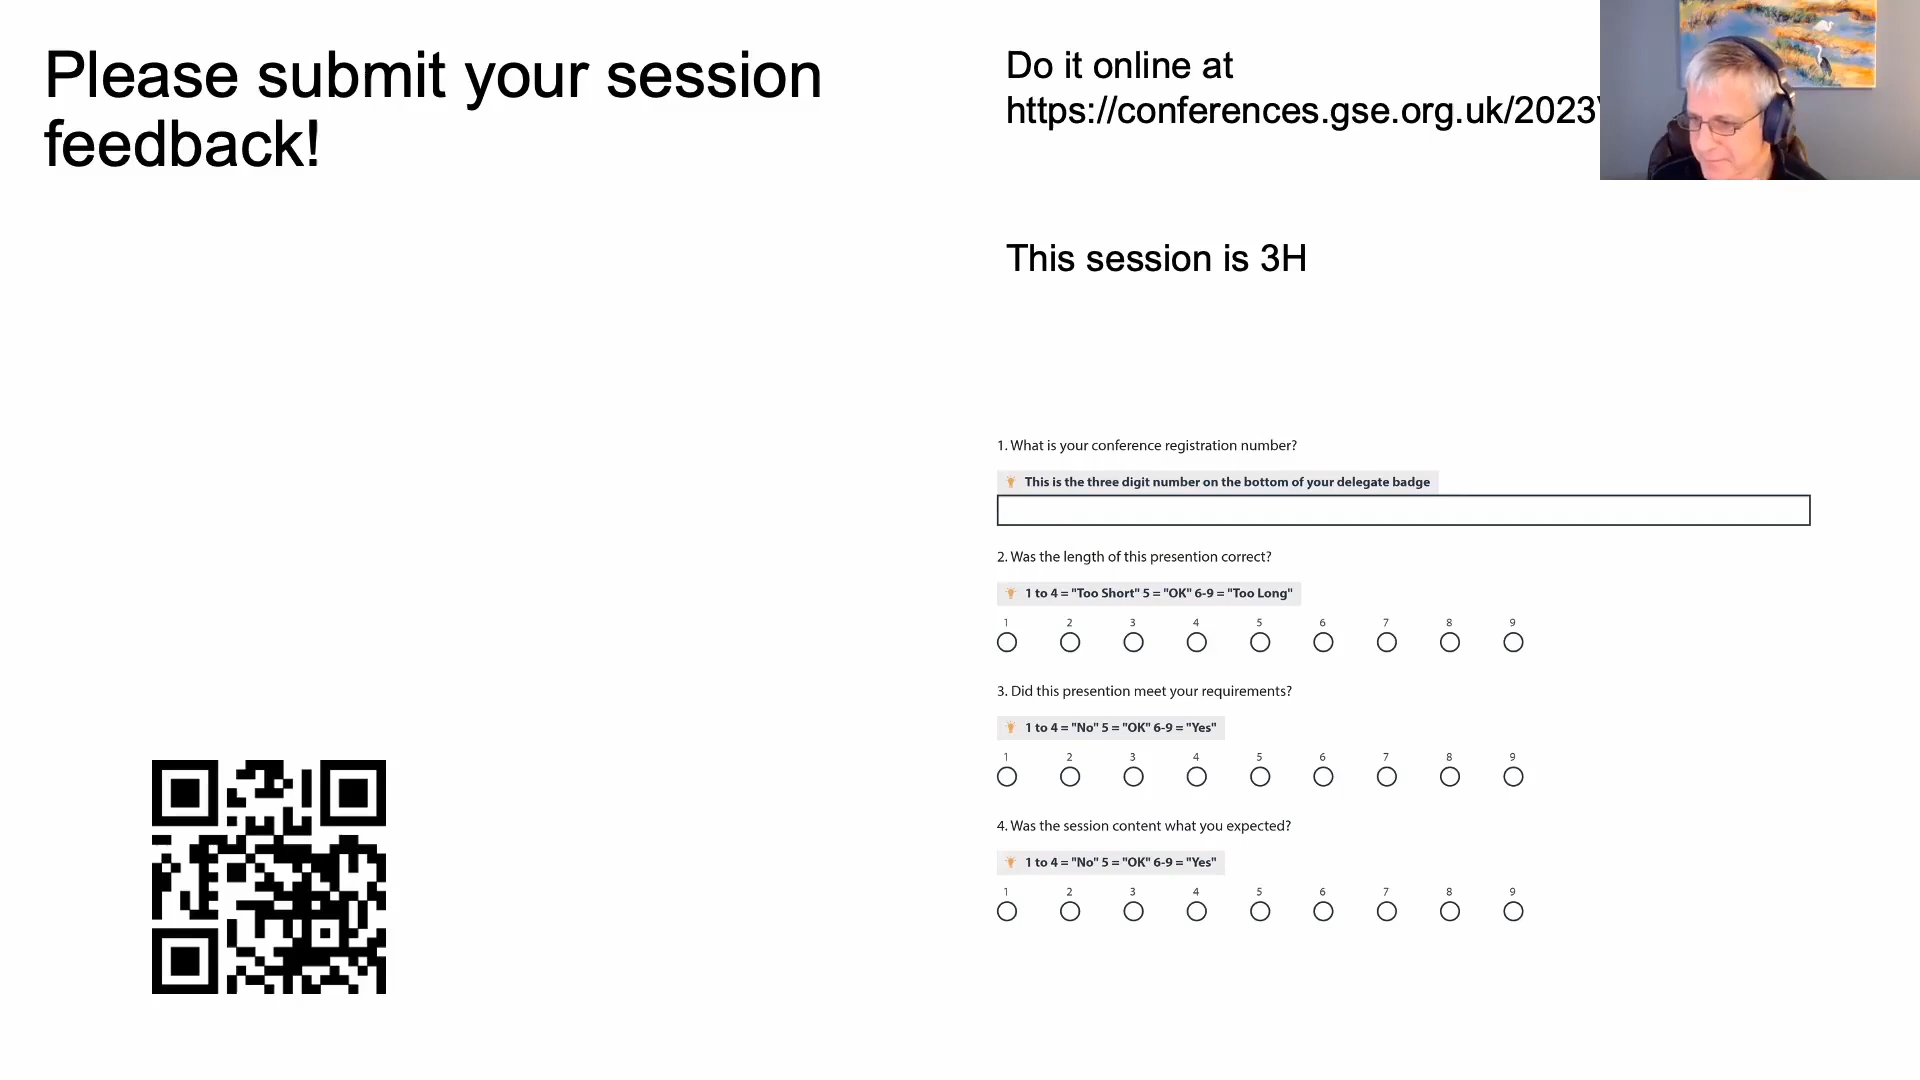 Please submit your session
feedback!
Do it online at
https://conferences.gse.org.uk/2023
This session is 3H
1. What is your conference registration number?
This is the three digit number on the bottom of your delegate badge
2. Was the length of this presention correct?
1 to 4 = "Too Short" 5 = "OK" 6-9 = "Too Long"
1 2 3 4 5 6 7 8 9
3. Did this presention meet your requirements?
1 to 4 = "No" 5 = "OK" 6-9 = "Yes"
1 2 3 4 5 6 7 8 9
4. Was the session content what you expected?
1 to 4 = "No" 5 = "OK" 6-9 = "Yes"
1 2 3 4 5 6 7 8 9